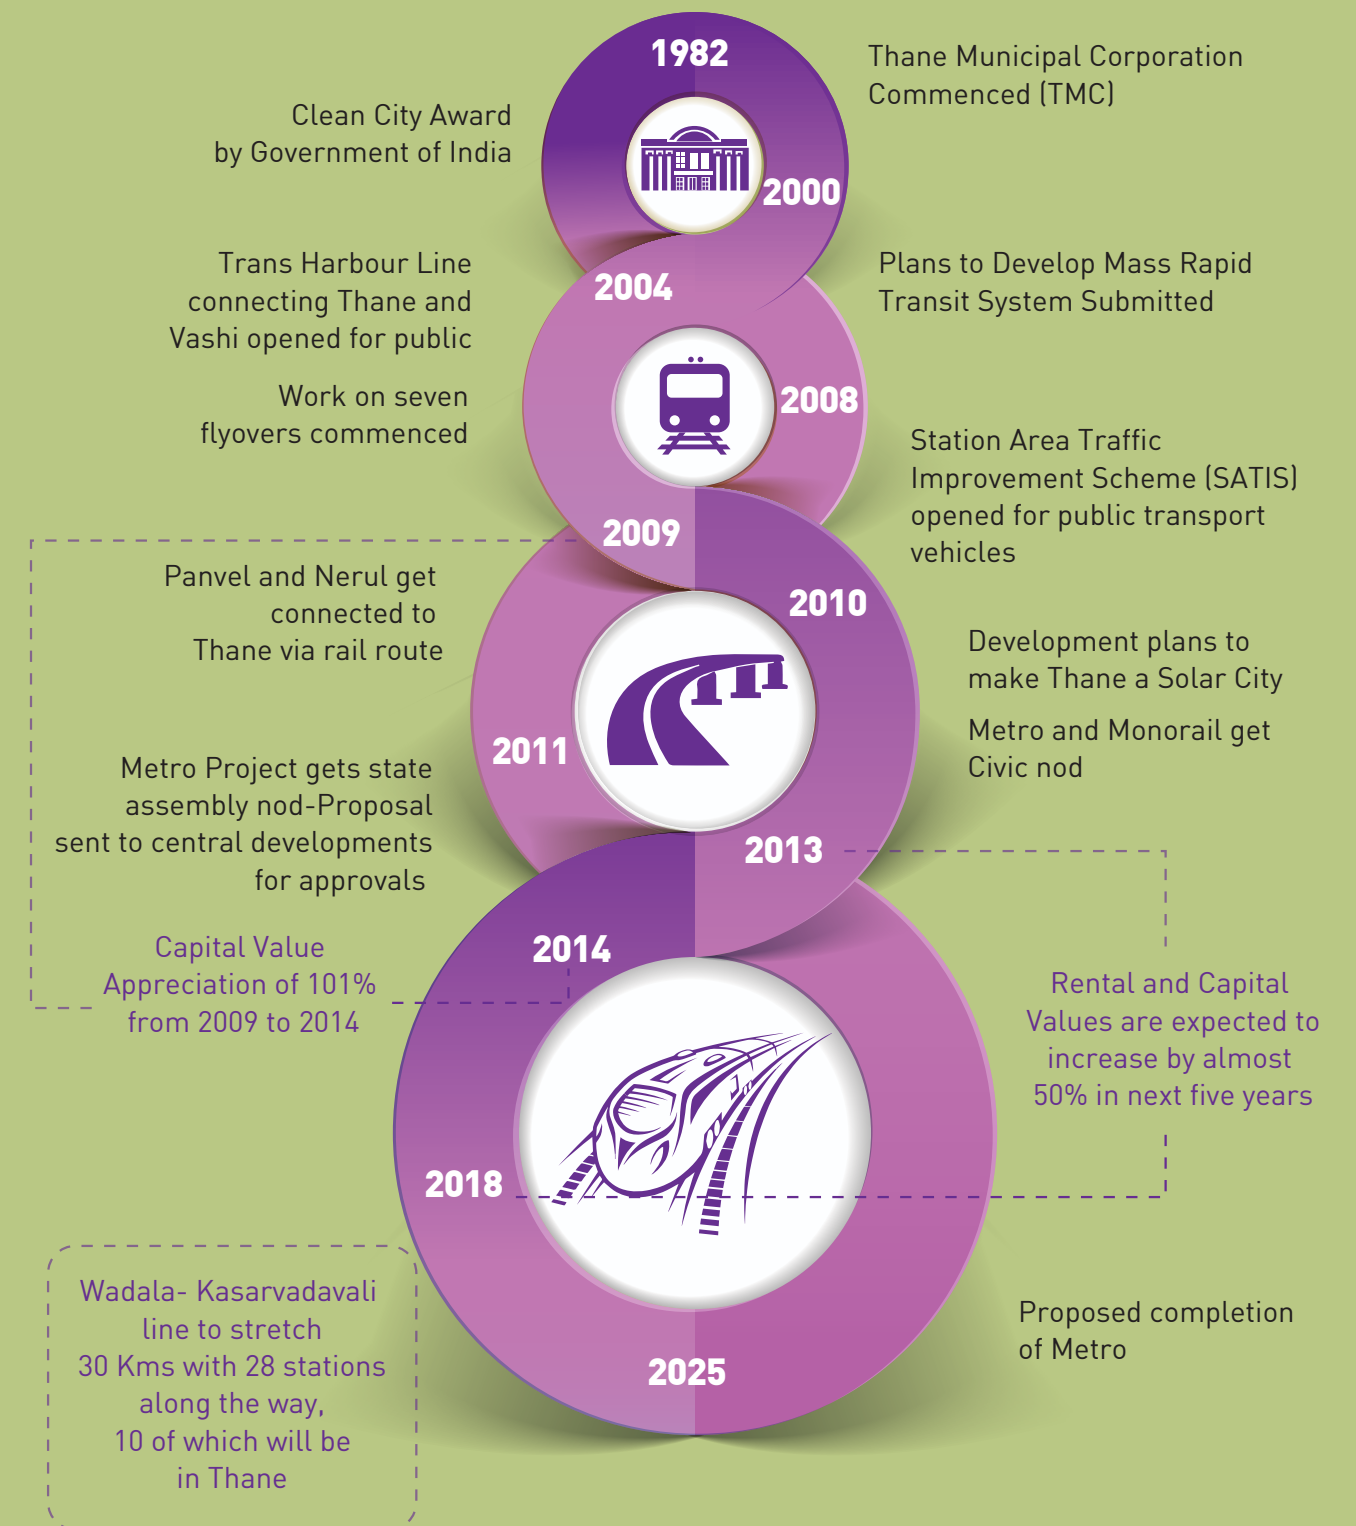 1982
Thane Municipal Corporation
Commenced (TMC)
Clean City Award
by Government of India
2000
Trans Harbour Line
connecting Thane and
Vashi opened for public
2004
Plans to Develop Mass Rapid
Transit System Submitted
Work on seven
flyovers commenced
2008
Station Area Traffic
Improvement Scheme (SATIS)
opened for public transport
vehicles
2009
Panvel and Nerul get
connected to
Thane via rail route
2010
Development plans to
make Thane a Solar City
Metro and Monorail get
Civic nod
2011
Metro Project gets state
assembly nod-Proposal
sent to central developments
for approvals
2013
2014
Capital Value
Appreciation of 101%
from 2009 to 2014
Rental and Capital
Values are expected to
increase by almost
50% in next five years
2018
Wadala- Kasarvadavali
line to stretch
30 Kms with 28 stations
along the way,
10 of which will be
in Thane
Proposed completion
of Metro
2025